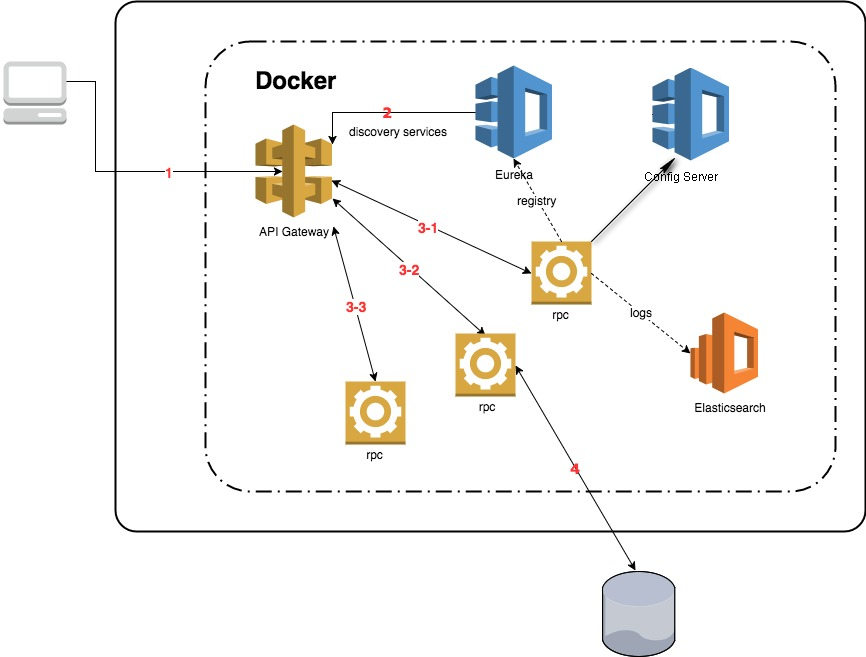 Docker
2
discovery services
1
Eureka
Config Server
registry
3-1
API Gateway
3-2
3-3
rpc
logs
rpc
Elasticsearch
rpc
4